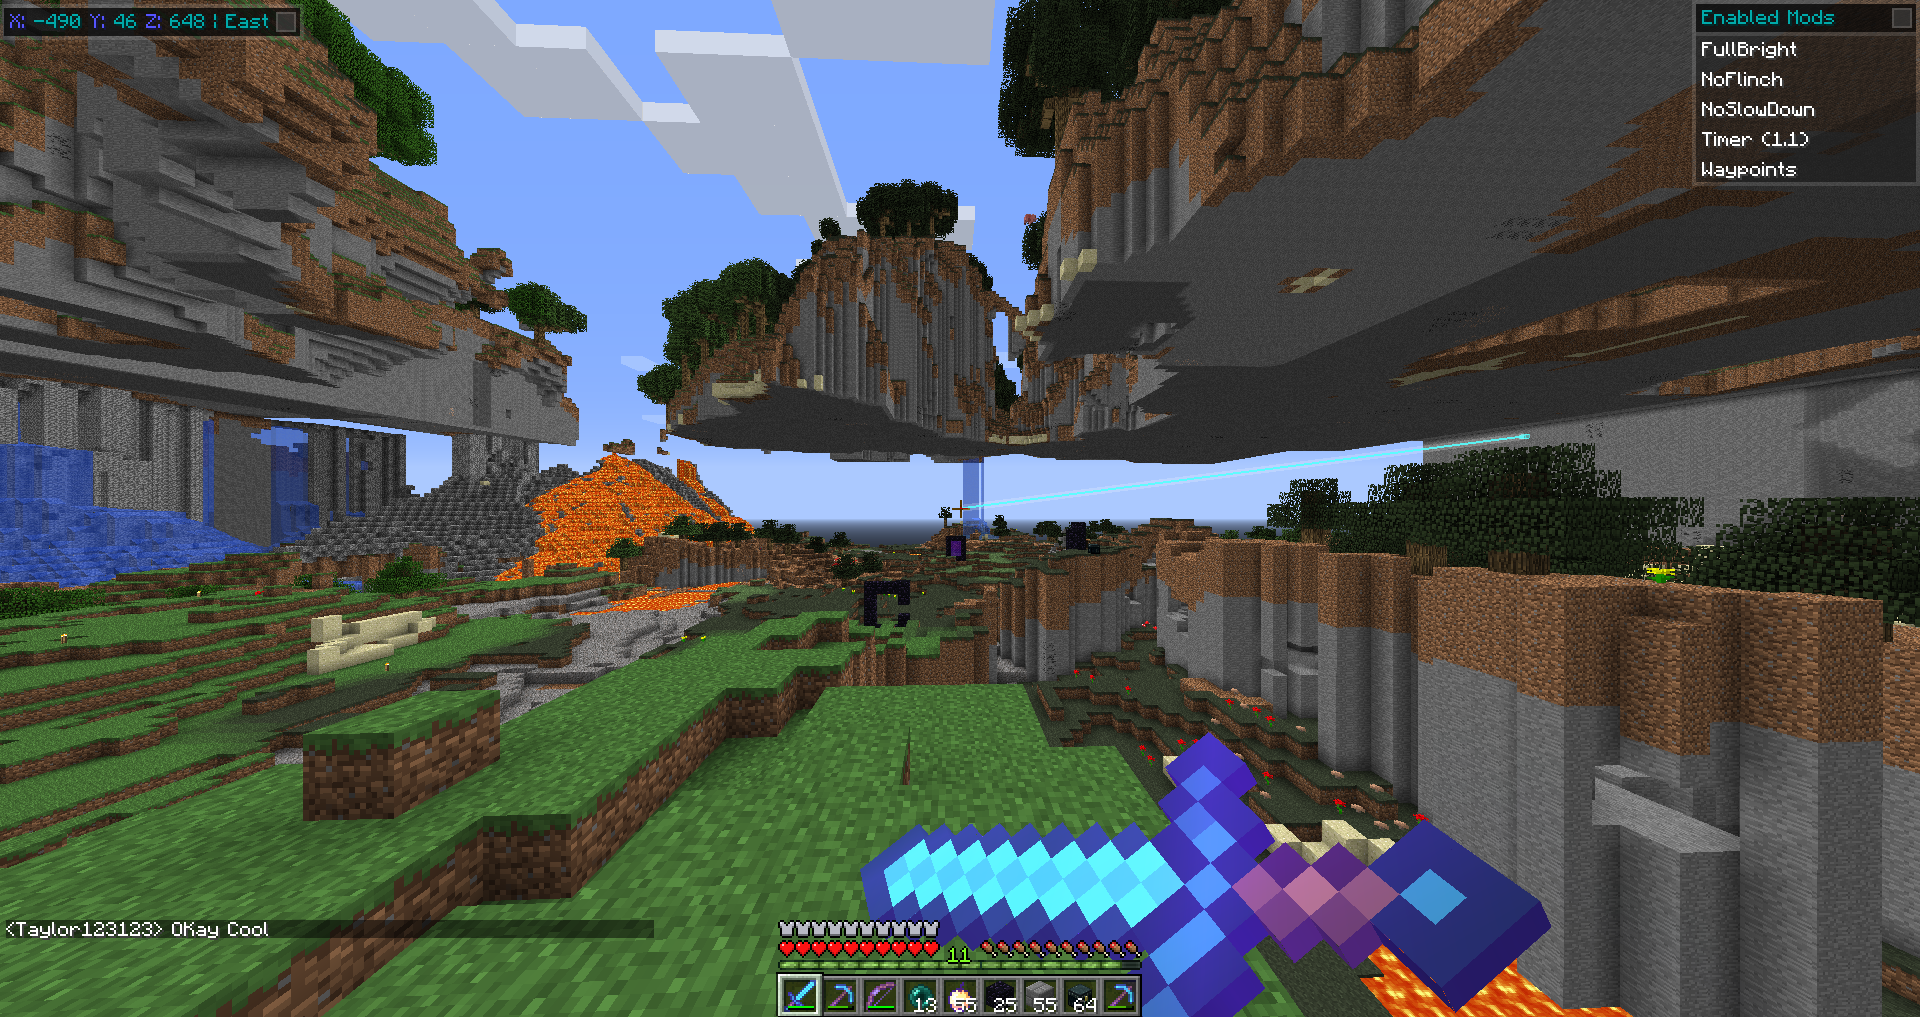 X: -490 Y: 46 Z: 648 | East
Enabled Mods
FullBright
NoFlinch
NoSlowDown
Timer (1.1)
Waypoints
<Taylor123123> OKay Cool
11
13 56 25 55 64